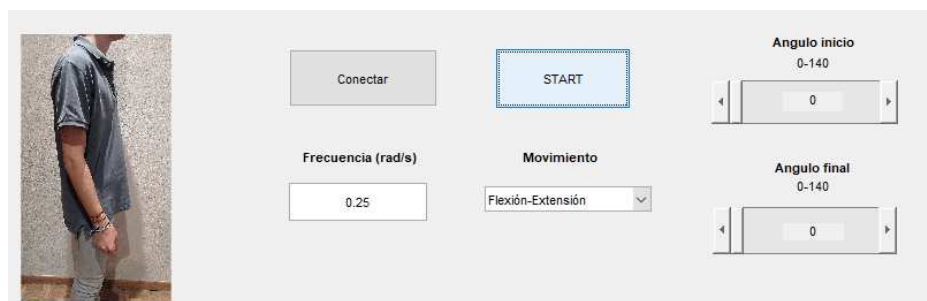 Conectar
START
Angulo inicio
0-140
0
Frecuencia (rad/s)
0.25
Movimiento
Flexión-Extensión
Angulo final
0-140
0